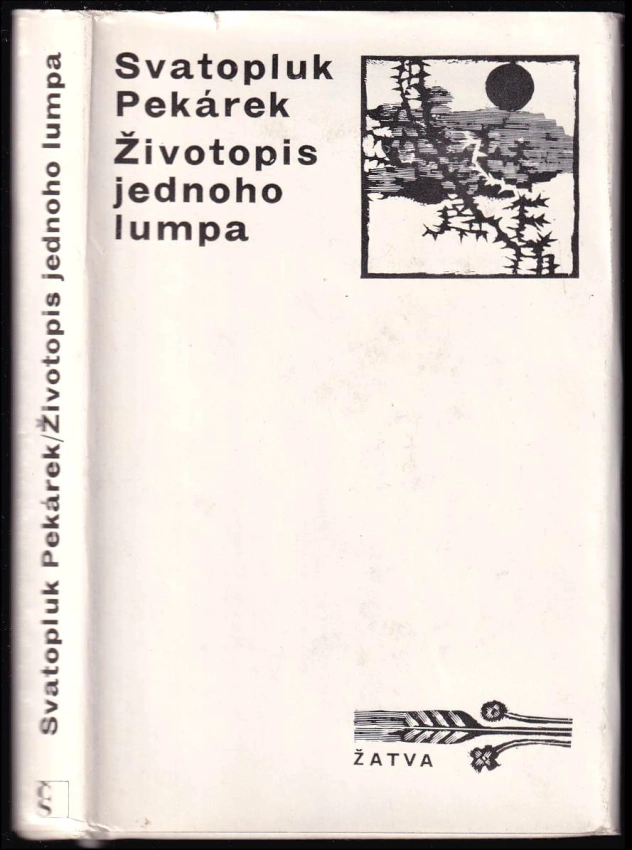 Svatopluk
Pekárek
Životopis
jednoho
lumpa
ŽATVA
Svatopluk Pekárek/Životopis jednoho lumpa